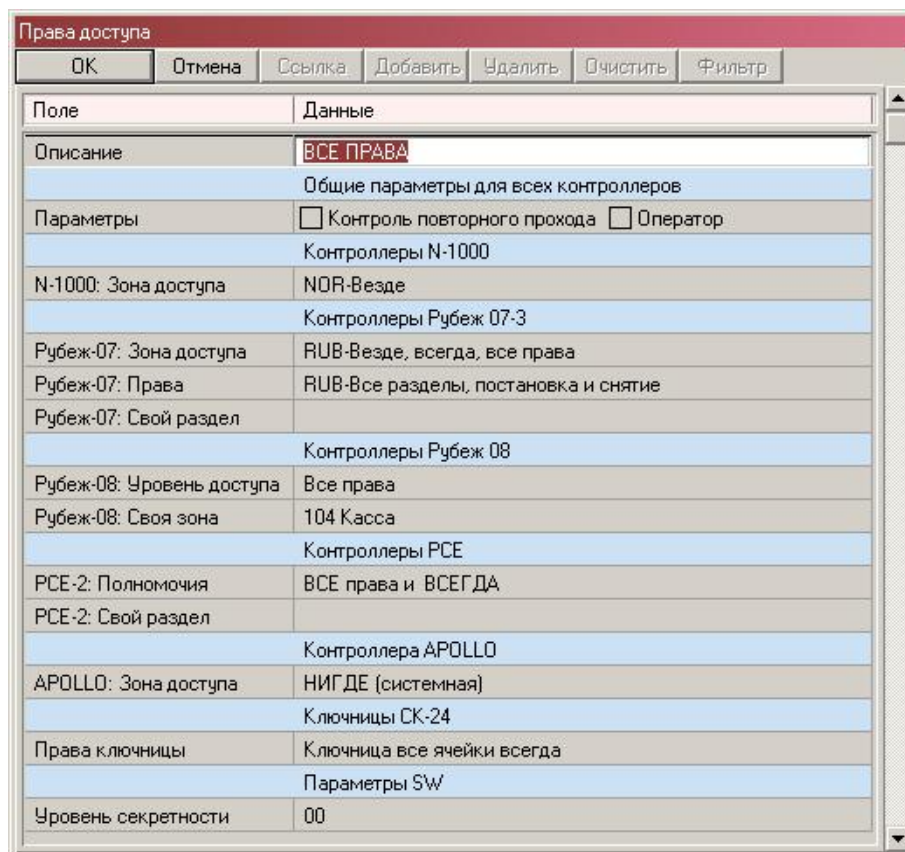 Права доступа
OK Отмена Ссылка Добавить Удалить Очистить Фильтр
Поле Данные
Описание ВСЕ ПРАВА
Общие параметры для всех контроллеров
Параметры Контроль повторного прохода Оператор
Контроллеры N-1000
N-1000: Зона доступа NOR-Везде
Контроллеры Рубеж 07-3
Рубеж-07: Зона доступа RUB-Везде, всегда, все права
Рубеж-07: Права RUB-Все разделы, постановка и снятие
Рубеж-07: Свой раздел
Контроллеры Рубеж 08
Рубеж-08: Уровень доступа Все права
Рубеж-08: Своя зона 104 Касса
Контроллеры PCE
PCE-2: Полномочия ВСЕ права и ВСЕГДА
PCE-2: Свой раздел
Контроллера APOLLO
APOLLO: Зона доступа НИГДЕ (системная)
Ключницы СК-24
Права ключницы Ключница все ячейки всегда
Параметры SW
Уровень секретности 00